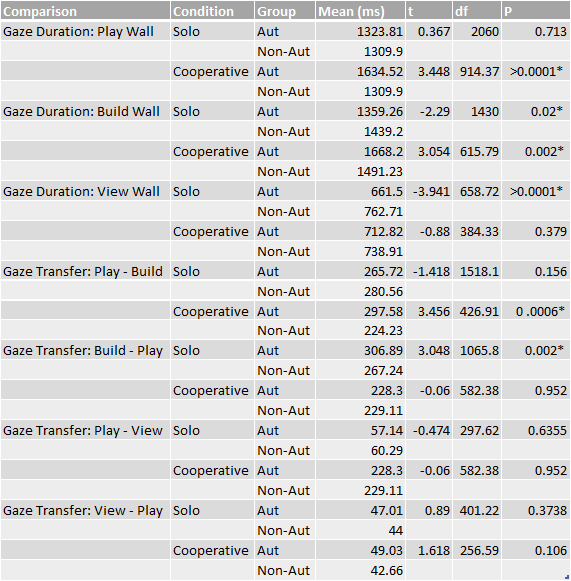 Comparison Condition Group Mean (ms) t df P
Gaze Duration: Play Wall Solo Aut 1323.81 0.367 2060 0.713
Non-Aut 1309.9
Cooperative Aut 1634.52 3.448 914.37 >0.0001*
Non-Aut 1309.9
Gaze Duration: Build Wall Solo Aut 1359.26 -2.29 1430 0.02*
Non-Aut 1439.2
Cooperative Aut 1668.2 3.054 615.79 0.002*
Non-Aut 1491.23
Gaze Duration: View Wall Solo Aut 661.5 -3.941 658.72 >0.0001*
Non-Aut 762.71
Cooperative Aut 712.82 -0.88 384.33 0.379
Non-Aut 738.91
Gaze Transfer: Play - Build Solo Aut 265.72 -1.418 1518.1 0.156
Non-Aut 280.56
Cooperative Aut 297.58 3.456 426.91 0 .0006*
Non-Aut 224.23
Gaze Transfer: Build - Play Solo Aut 306.89 3.048 1065.8 0.002*
Non-Aut 267.24
Cooperative Aut 228.3 -0.06 582.38 0.952
Non-Aut 229.11
Gaze Transfer: Play - View Solo Aut 57.14 -0.474 297.62 0.6355
Non-Aut 60.29
Cooperative Aut 228.3 -0.06 582.38 0.952
Non-Aut 229.11
Gaze Transfer: View - Play Solo Aut 47.01 0.89 401.22 0.3738
Non-Aut 44
Cooperative Aut 49.03 1.618 256.59 0.106
Non-Aut 42.66